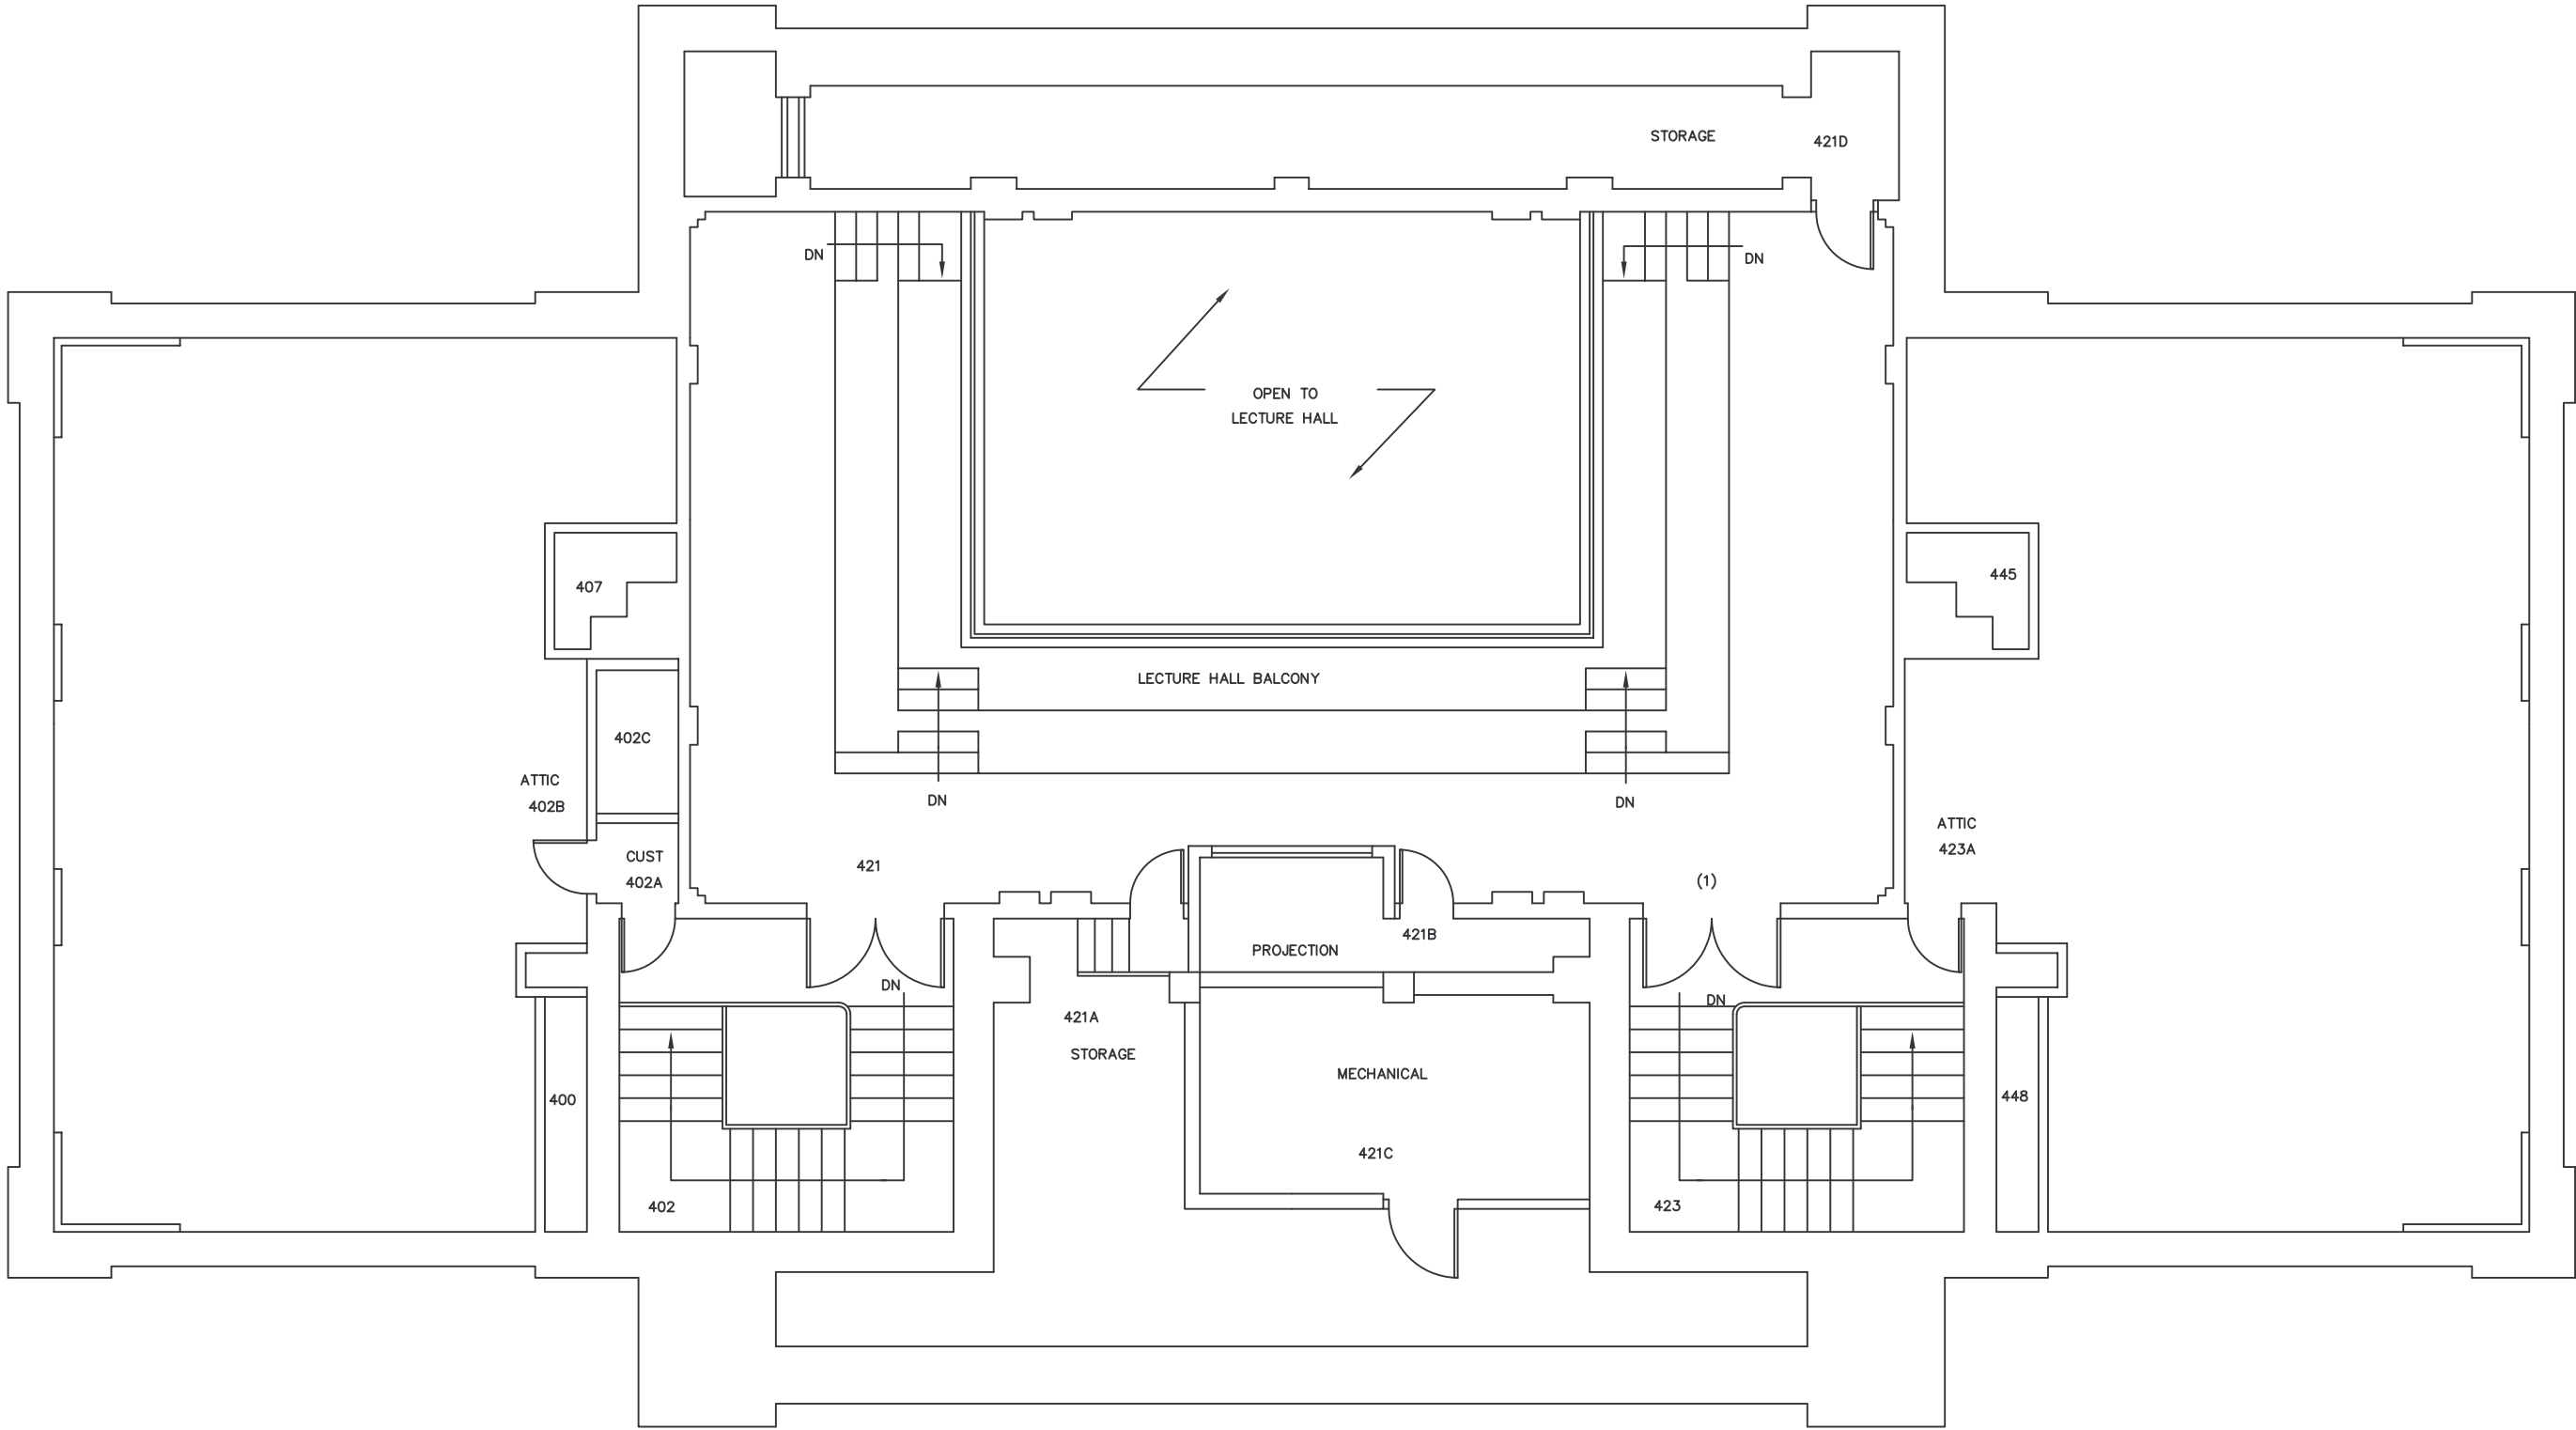 STORAGE
421D
DN
DN
OPEN TO
LECTURE HALL
407
445
LECTURE HALL BALCONY
402C
ATTIC
402B
DN
DN
ATTIC
423A
CUST
402A
421
(1)
421B
PROJECTION
DN
DN
421A
STORAGE
MECHANICAL
400
448
421C
402
423